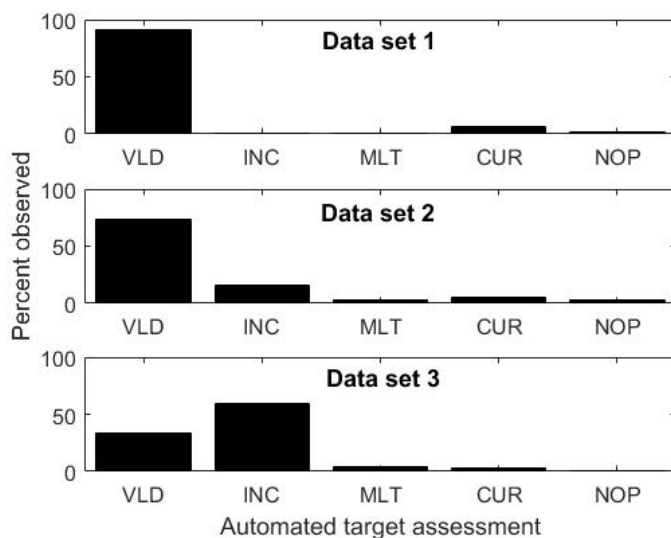 100
Data set 1
50
0
VLD INC MLT CUR NOP
100
Data set 2
50
0
VLD INC MLT CUR NOP
100
Data set 3
50
0
VLD INC MLT CUR NOP
Percent observed
Automated target assessment